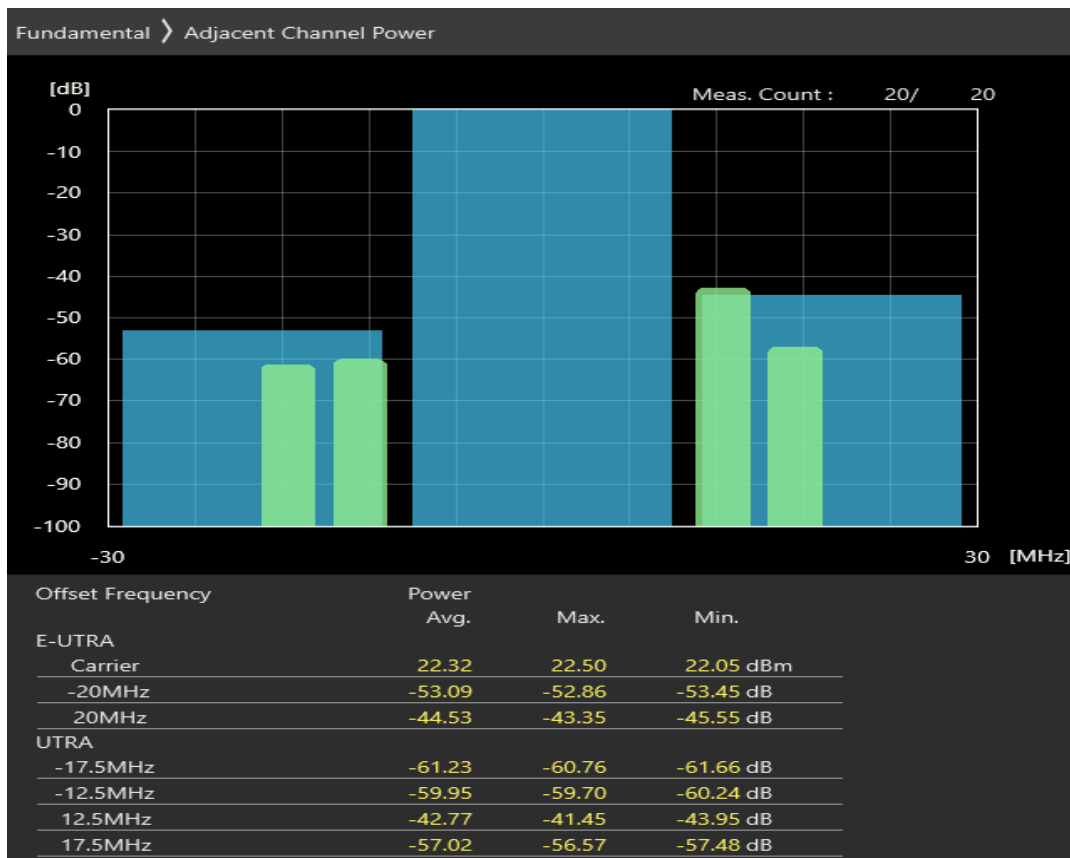 Fundamental 〉 Adjacent Channel Power
[dB]
Meas. Count : 20/ 20
0
-10
-20
-30
-40
-50
-60
-70
-80
-90
-100
-30 30 [MHz]
Offset Frequency Power
Avg. Max. Min.
E-UTRA
Carrier 22.32 22.50 22.05 dBm
-20MHz -53.09 -52.86 -53.45 dB
20MHz -44.53 -43.35 -45.55 dB
UTRA
-17.5MHz -61.23 -60.76 -61.66 dB
-12.5MHz -59.95 -59.70 -60.24 dB
12.5MHz -42.77 -41.45 -43.95 dB
17.5MHz -57.02 -56.57 -57.48 dB